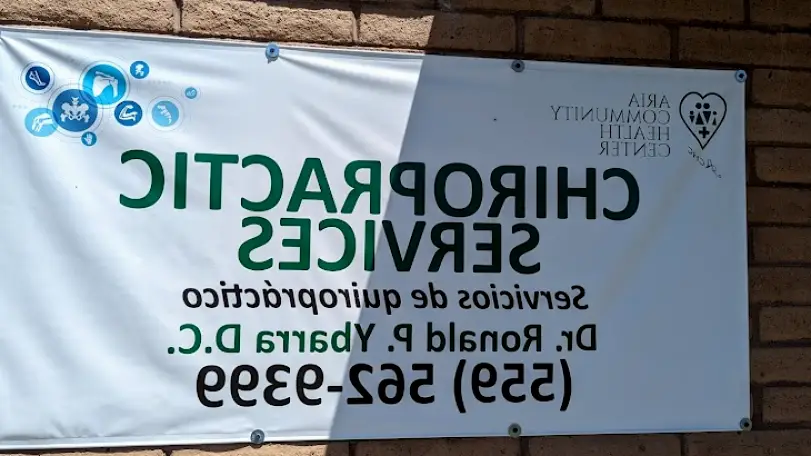 ARIA
COMMUNITY
HEALTH
CENTER
CHIROPRACTIC
SERVICES
Servicios de quiropráctico
Dr. Ronald P. Ybarra D.C.
(559) 562-9399